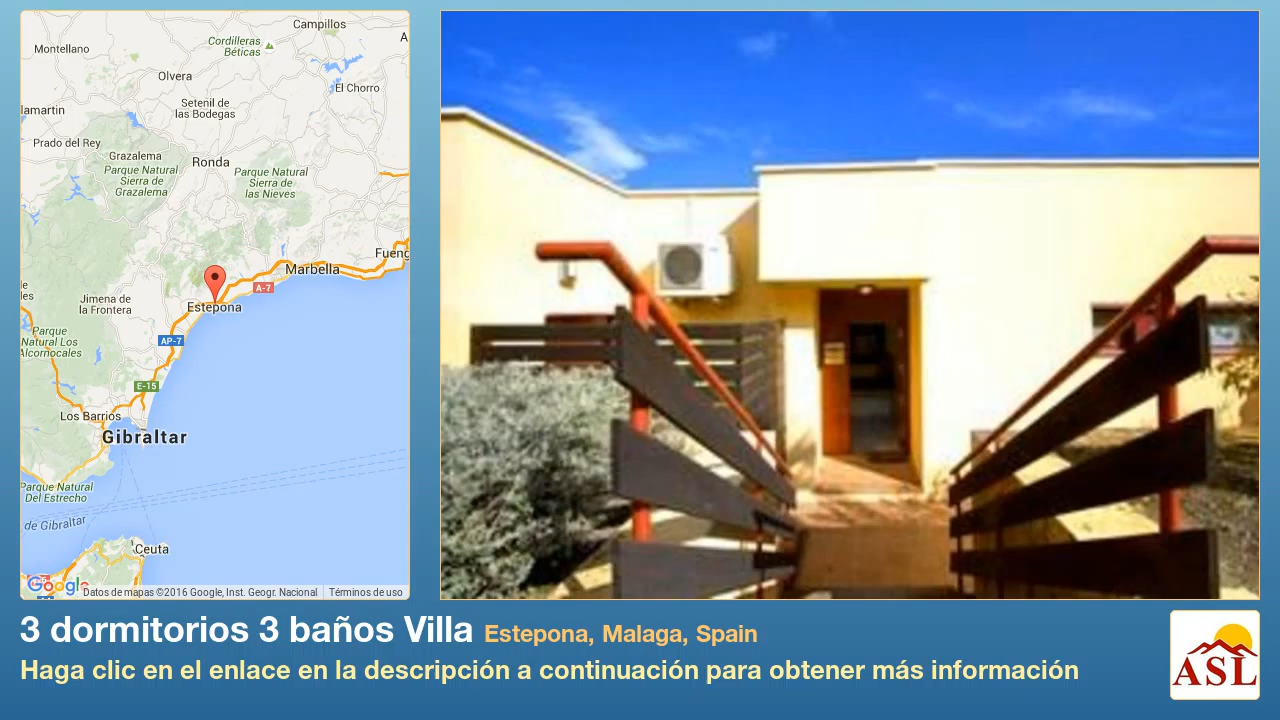 Campillos
Montellano
Cordilleras
Béticas
A
Olvera
El Chorro
Setenil de
las Bodegas
lamartin
Prado del Rey
Grazalema
Ronda
Parque Natural
Sierra de
Grazalema
Parque Natural
Sierra de
las Nieves
Fueng
Marbella
A-7
Estepona
Jimena de
la Frontera
Parque
Natural Los
Alcornocales
AP-7
E-15
Los Barrios
Gibraltar
Parque Natural
Del Estrecho
de Gibraltar
Ceuta
Google
Datos de mapas ©2016 Google, Inst. Geogr. Nacional
Términos de uso
3 dormitorios 3 baños Villa Estepona, Malaga, Spain
Haga clic en el enlace en la descripción a continuación para obtener más información
ASL